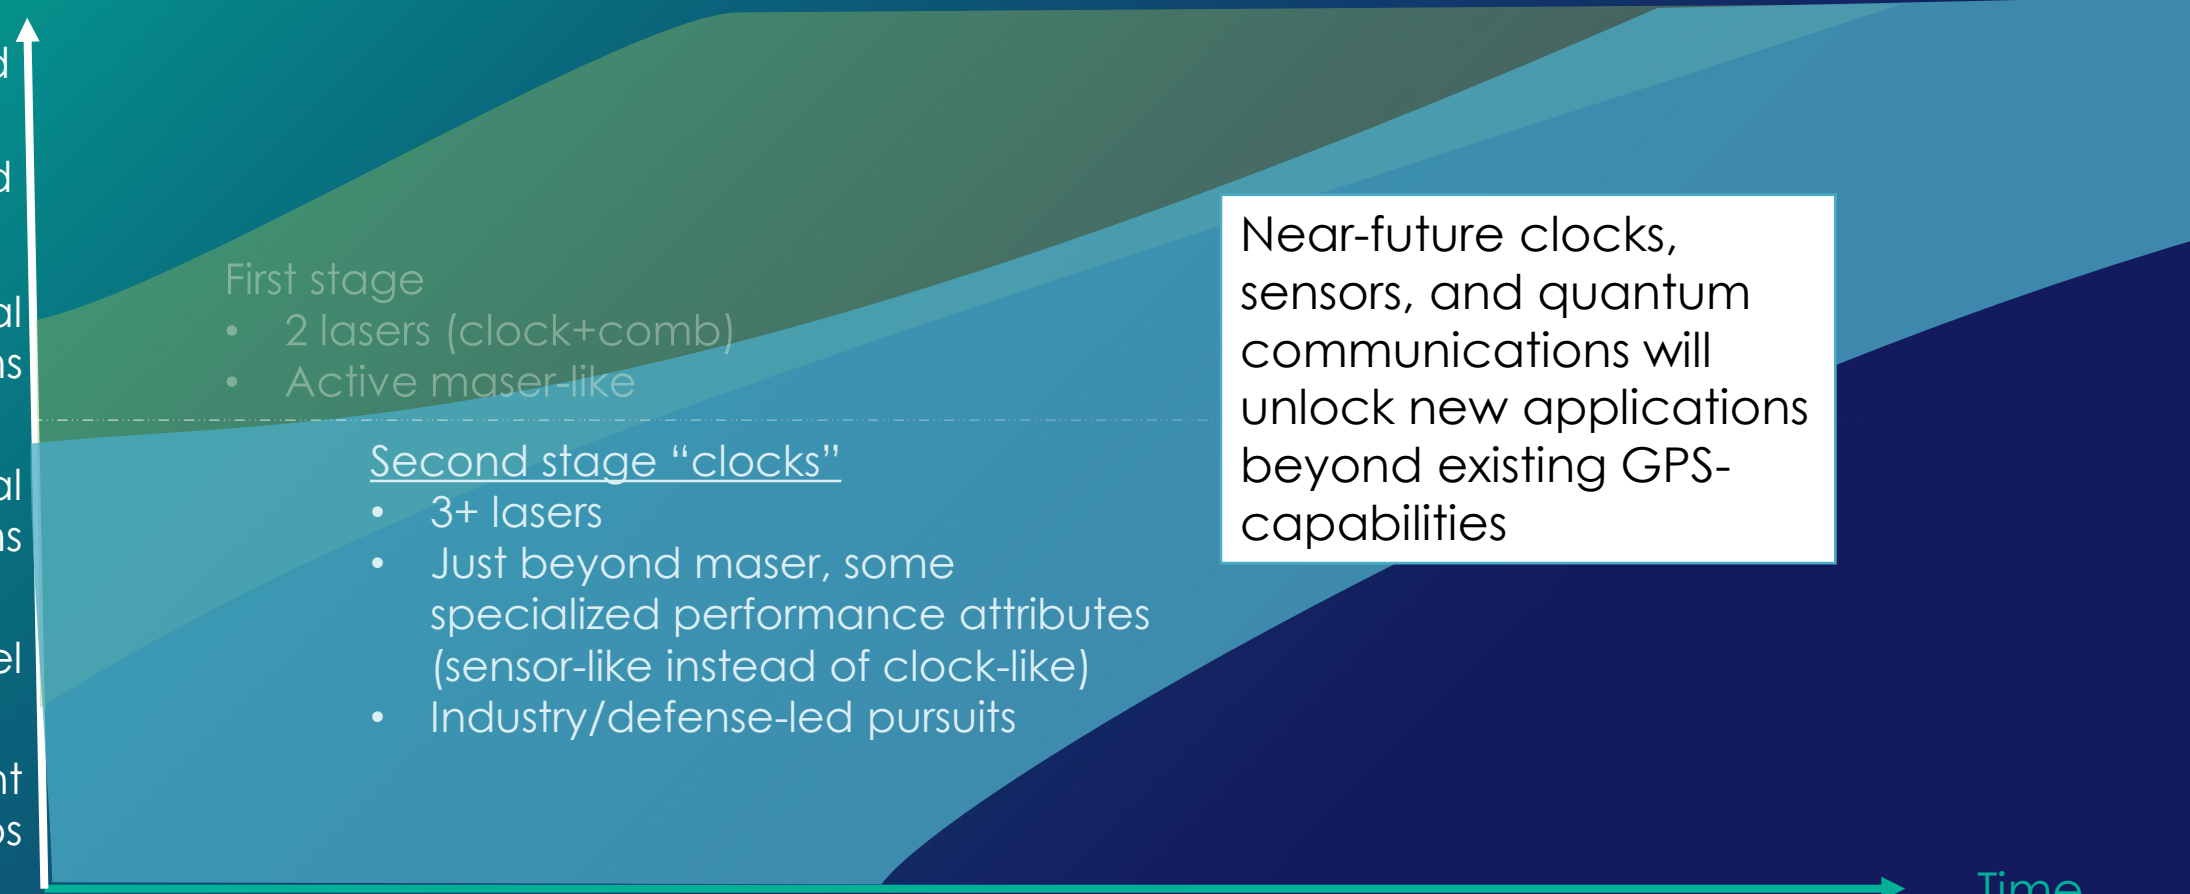 First stage
• 2 lasers (clock+comb)
• Active maser-like
Second stage “clocks”
• 3+ lasers
• Just beyond maser, some
specialized performance attributes
(sensor-like instead of clock-like)
• Industry/defense-led pursuits
Near-future clocks,
sensors, and quantum
communications will
unlock new applications
beyond existing GPS-
capabilities
Time